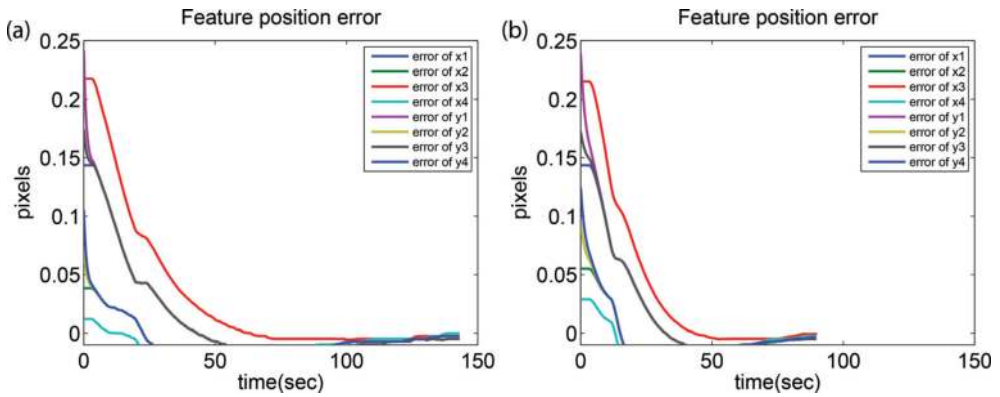 (a)
Feature position error
pixels
0.25
0.2
0.15
0.1
0.05
0
0
50
100
150
time(sec)
error of x1
error of x2
error of x3
error of x4
error of y1
error of y2
error of y3
error of y4
(b)
Feature position error
pixels
0.25
0.2
0.15
0.1
0.05
0
0
50
100
150
time(sec)
error of x1
error of x2
error of x3
error of x4
error of y1
error of y2
error of y3
error of y4